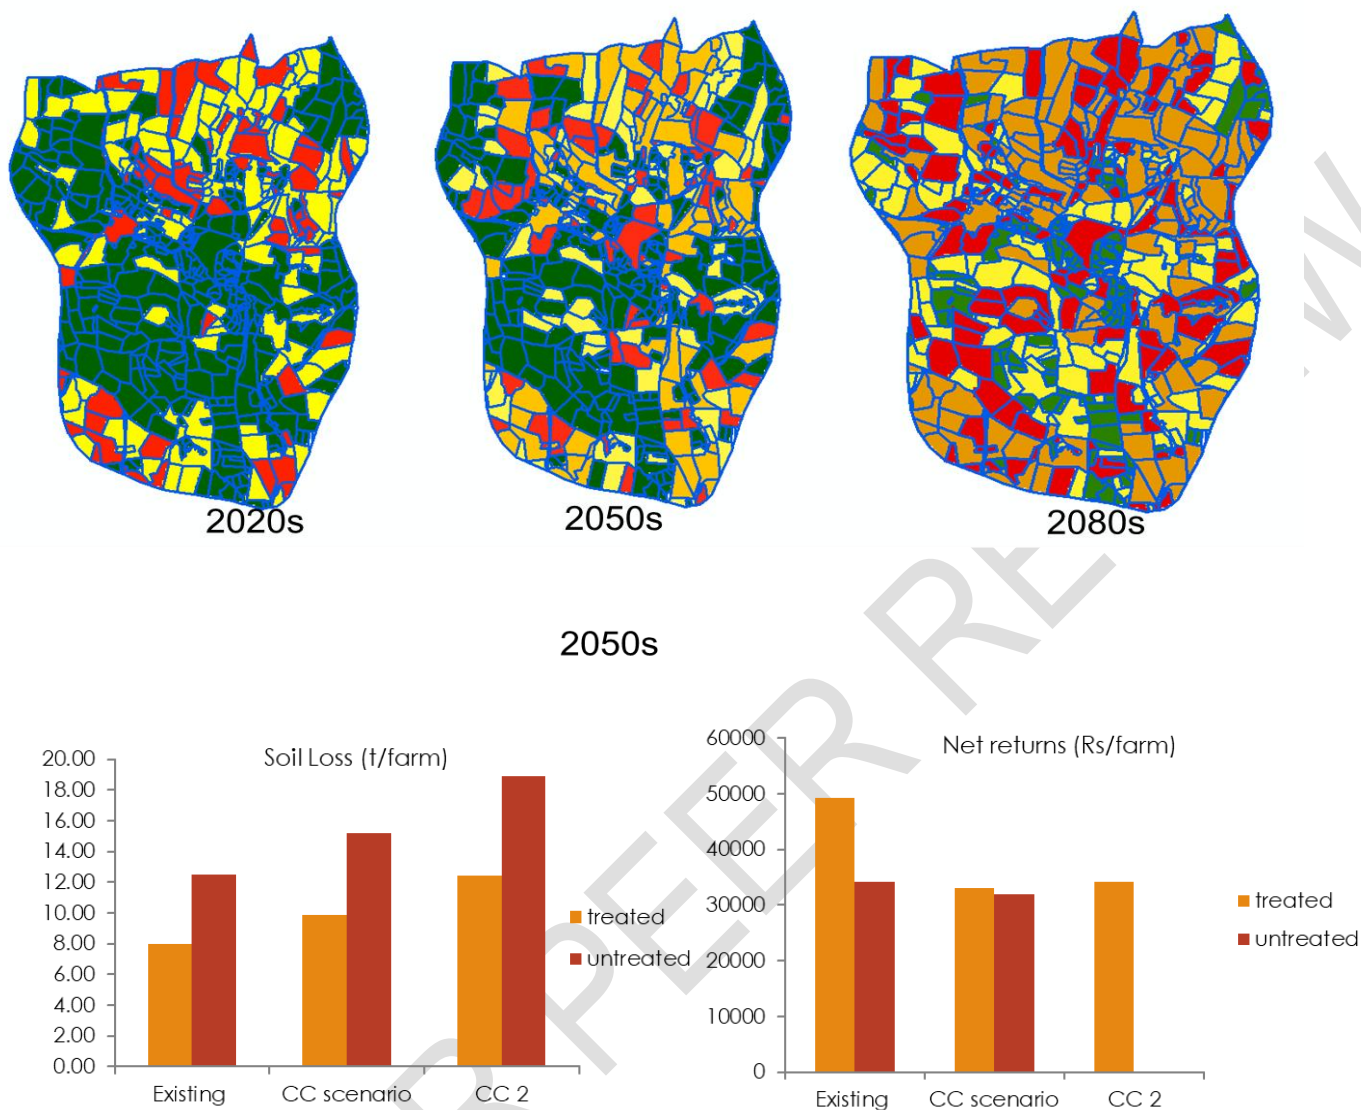 2020s
2050s
2080s
2050s
Soil Loss (t/farm)
20.00
18.00
16.00
14.00
12.00
10.00
8.00
6.00
4.00
2.00
0.00
Existing
CC scenario
CC 2
treated
untreated
Net returns (Rs/farm)
60000
50000
40000
30000
20000
10000
0
Existing
CC scenario
CC 2
treated
untreated
PEER